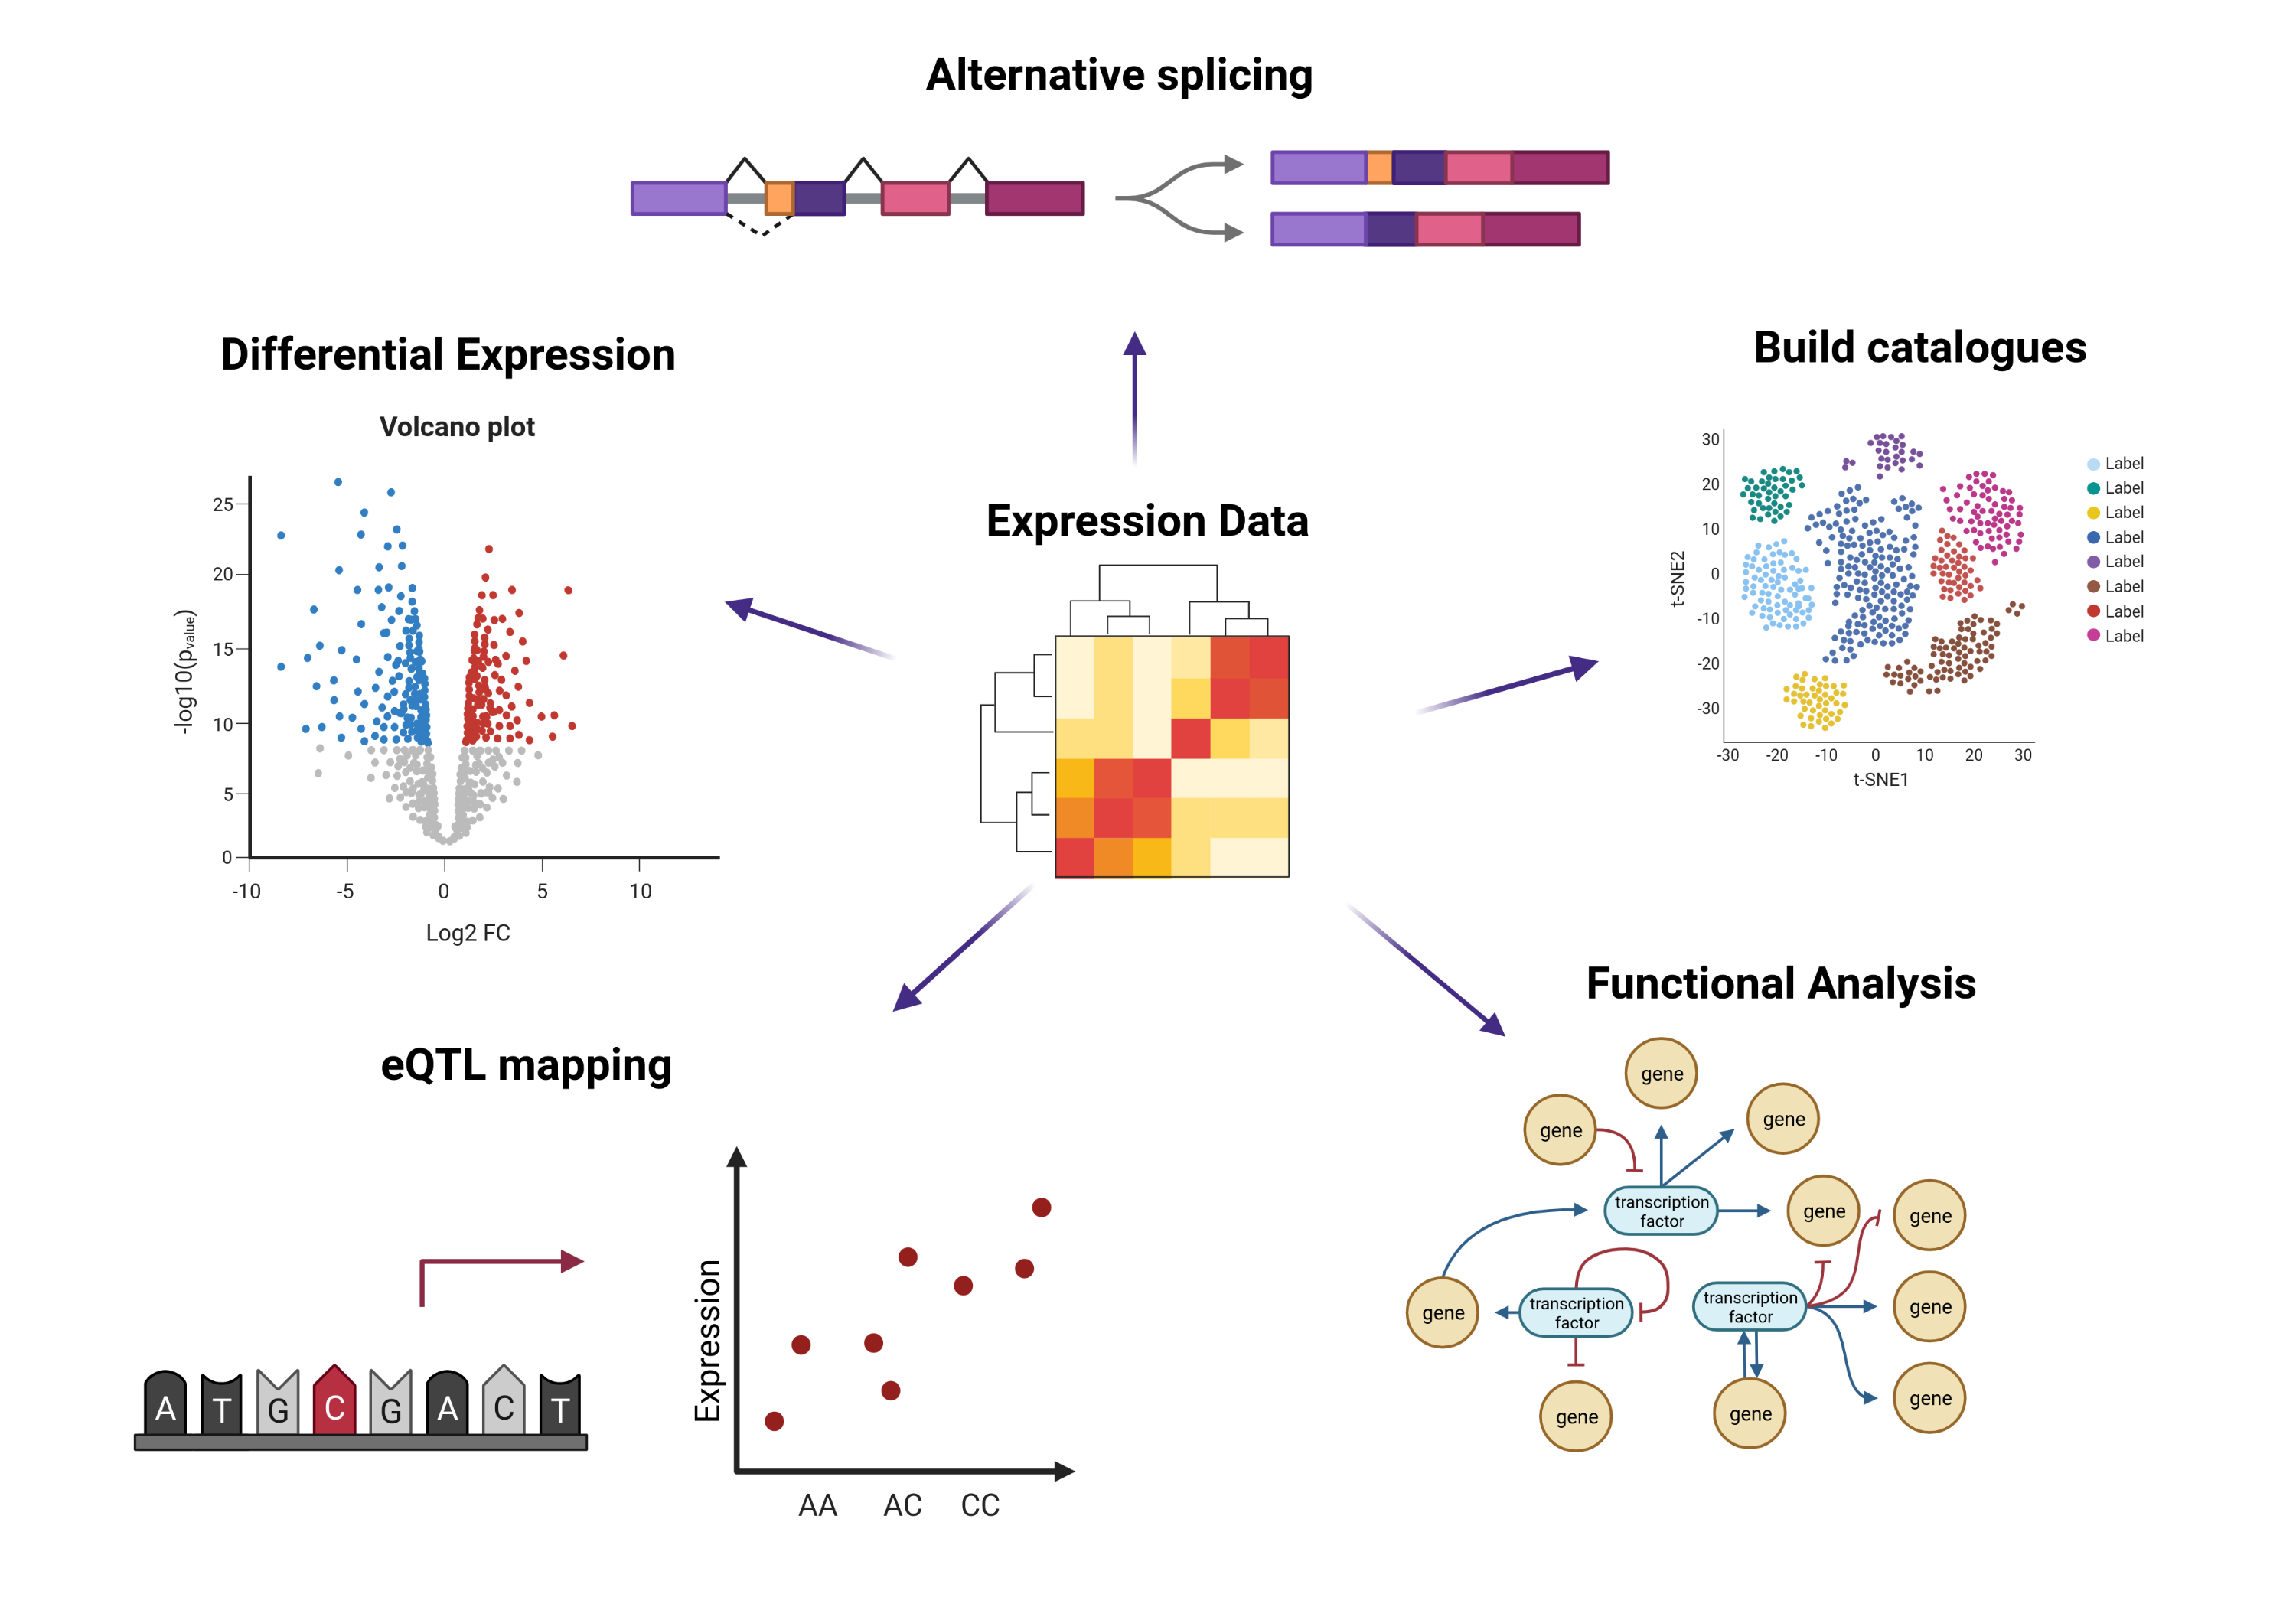 Alternative splicing
Differential Expression
Volcano plot
25
20
15
10
5
0
-log10(pvalue)
-10 -5 0 5 10
Log2 FC
Expression Data
Build catalogues
30
20
10
0
-10
-20
-30
t-SNE2
-30 -20 -10 0 10 20 30
t-SNE1
Label
Label
Label
Label
Label
Label
Label
Label
eQTL mapping
A T G C G A C T
Expression
AA AC CC
Functional Analysis
gene
gene
gene
transcription
factor
gene
gene
gene
transcription
factor
transcription
factor
gene
gene
gene
gene